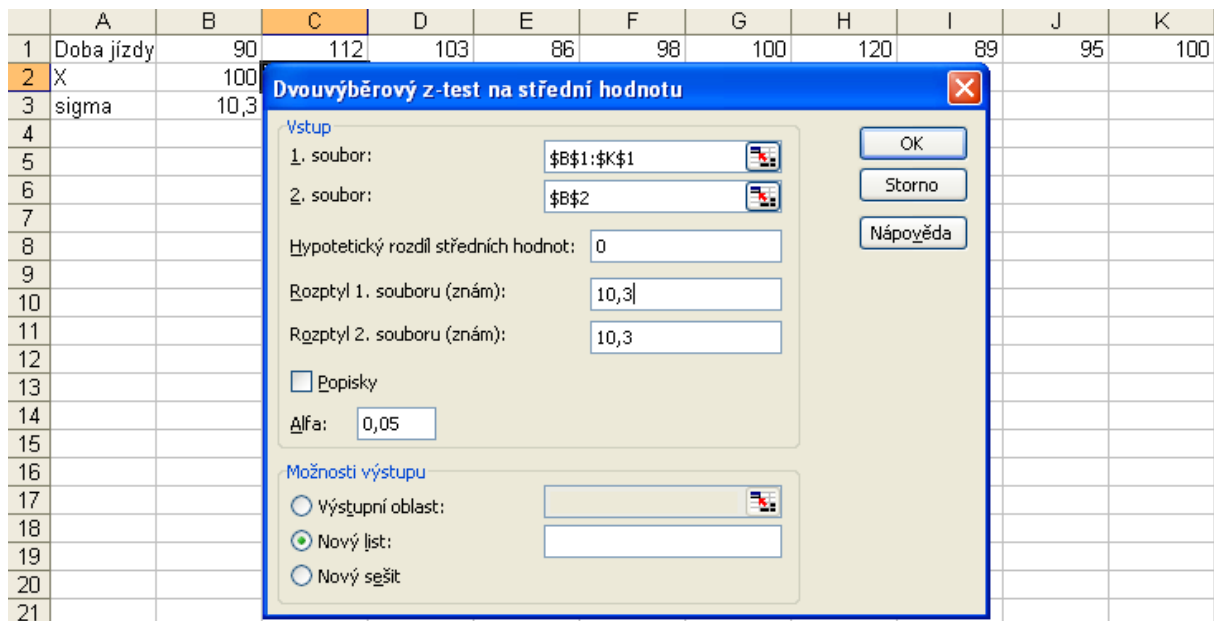 A B C D E F G H I J K
1 Doba jízdy 90 112 103 86 98 100 120 89 95 100
2 X 100
3 sigma 10,3
4
5
6
7
8
9
10
11
12
13
14
15
16
17
18
19
20
21
Dvouvýběrový z-test na střední hodnotu
Vstup
1. soubor: $B$1:$K$1
2. soubor: $B$2
Hypotetický rozdíl středních hodnot: 0
Rozptyl 1. souboru (znám): 10,3
Rozptyl 2. souboru (znám): 10,3
Popisky
Alfa: 0,05
Možnosti výstupu
Výstupní oblast:
Nový list:
Nový sešit
OK
Storno
Nápověda